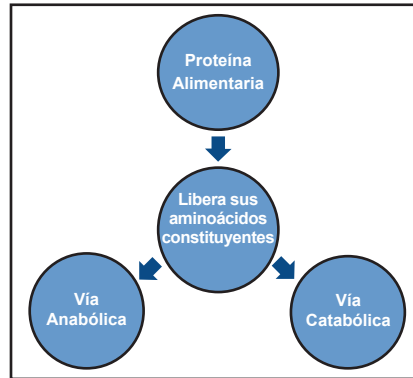 Proteína
Alimentaria
Libera sus
aminoácidos
constituyentes
Vía
Anabólica
Vía
Catabólica